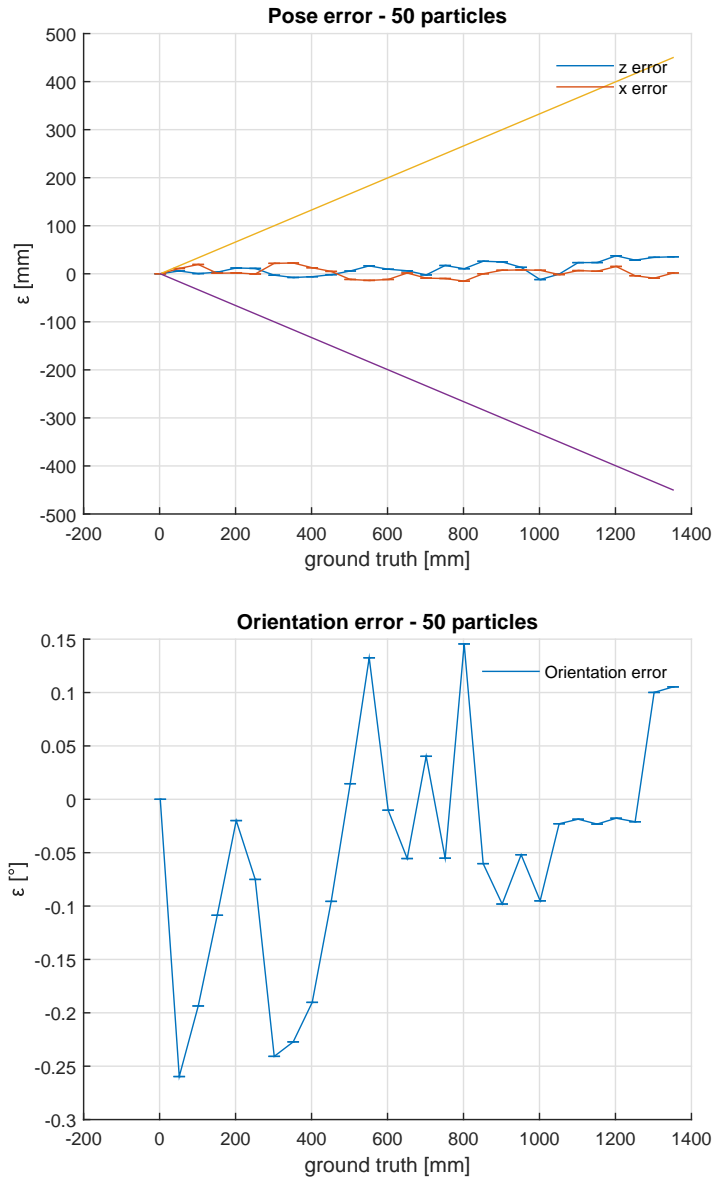 Pose error - 50 particles
500
400
300
200
100
0
-100
-200
-300
-400
-500
ε [mm]
z error
x error
-200 0 200 400 600 800 1000 1200 1400
ground truth [mm]
Orientation error - 50 particles
0.15
0.1
0.05
0
-0.05
-0.1
-0.15
-0.2
-0.25
-0.3
ε [°]
Orientation error
-200 0 200 400 600 800 1000 1200 1400
ground truth [mm]